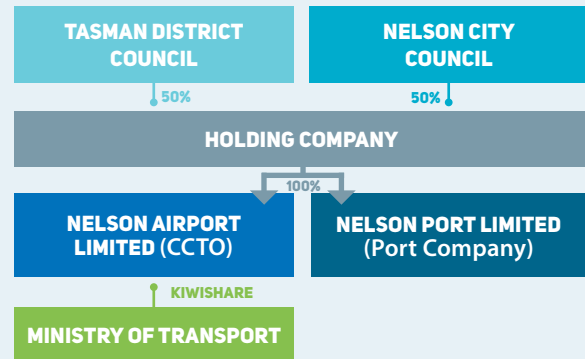 TASMAN DISTRICT
COUNCIL
NELSON CITY
COUNCIL
50%
50%
HOLDING COMPANY
100%
NELSON AIRPORT
LIMITED (CCTO)
NELSON PORT LIMITED
(Port Company)
KIWISHARE
MINISTRY OF TRANSPORT